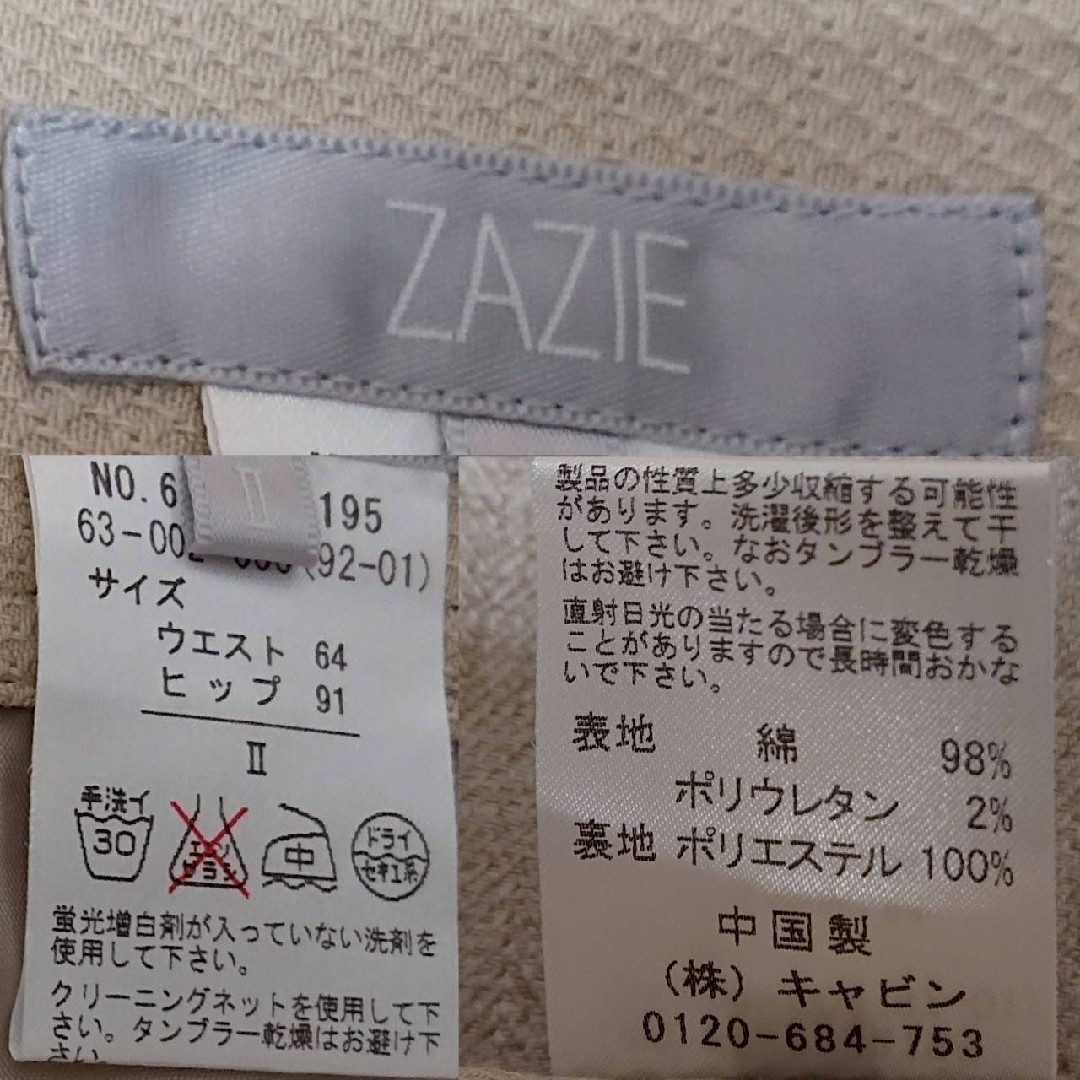 ZAZIE
NO.6 195
63-002 (92-01)
II
サイズ
ウエスト 64
ヒップ 91
II
手洗イ
30
エンソ
中
ドライ
セキユ系
蛍光増白剤が入っていない洗剤を
使用して下さい。
クリーニングネットを使用して下
さい。タンブラー乾燥はお避け下
さい。
製品の性質上多少収縮する可能性
があります。洗濯後形を整えて干
して下さい。なおタンブラー乾燥
はお避け下さい。
直射日光の当たる場合に変色する
ことがありますので長時間おかな
いで下さい。
表地 綿 98%
ポリウレタン 2%
裏地 ポリエステル 100%
中国製
(株) キャビン
0120-684-753